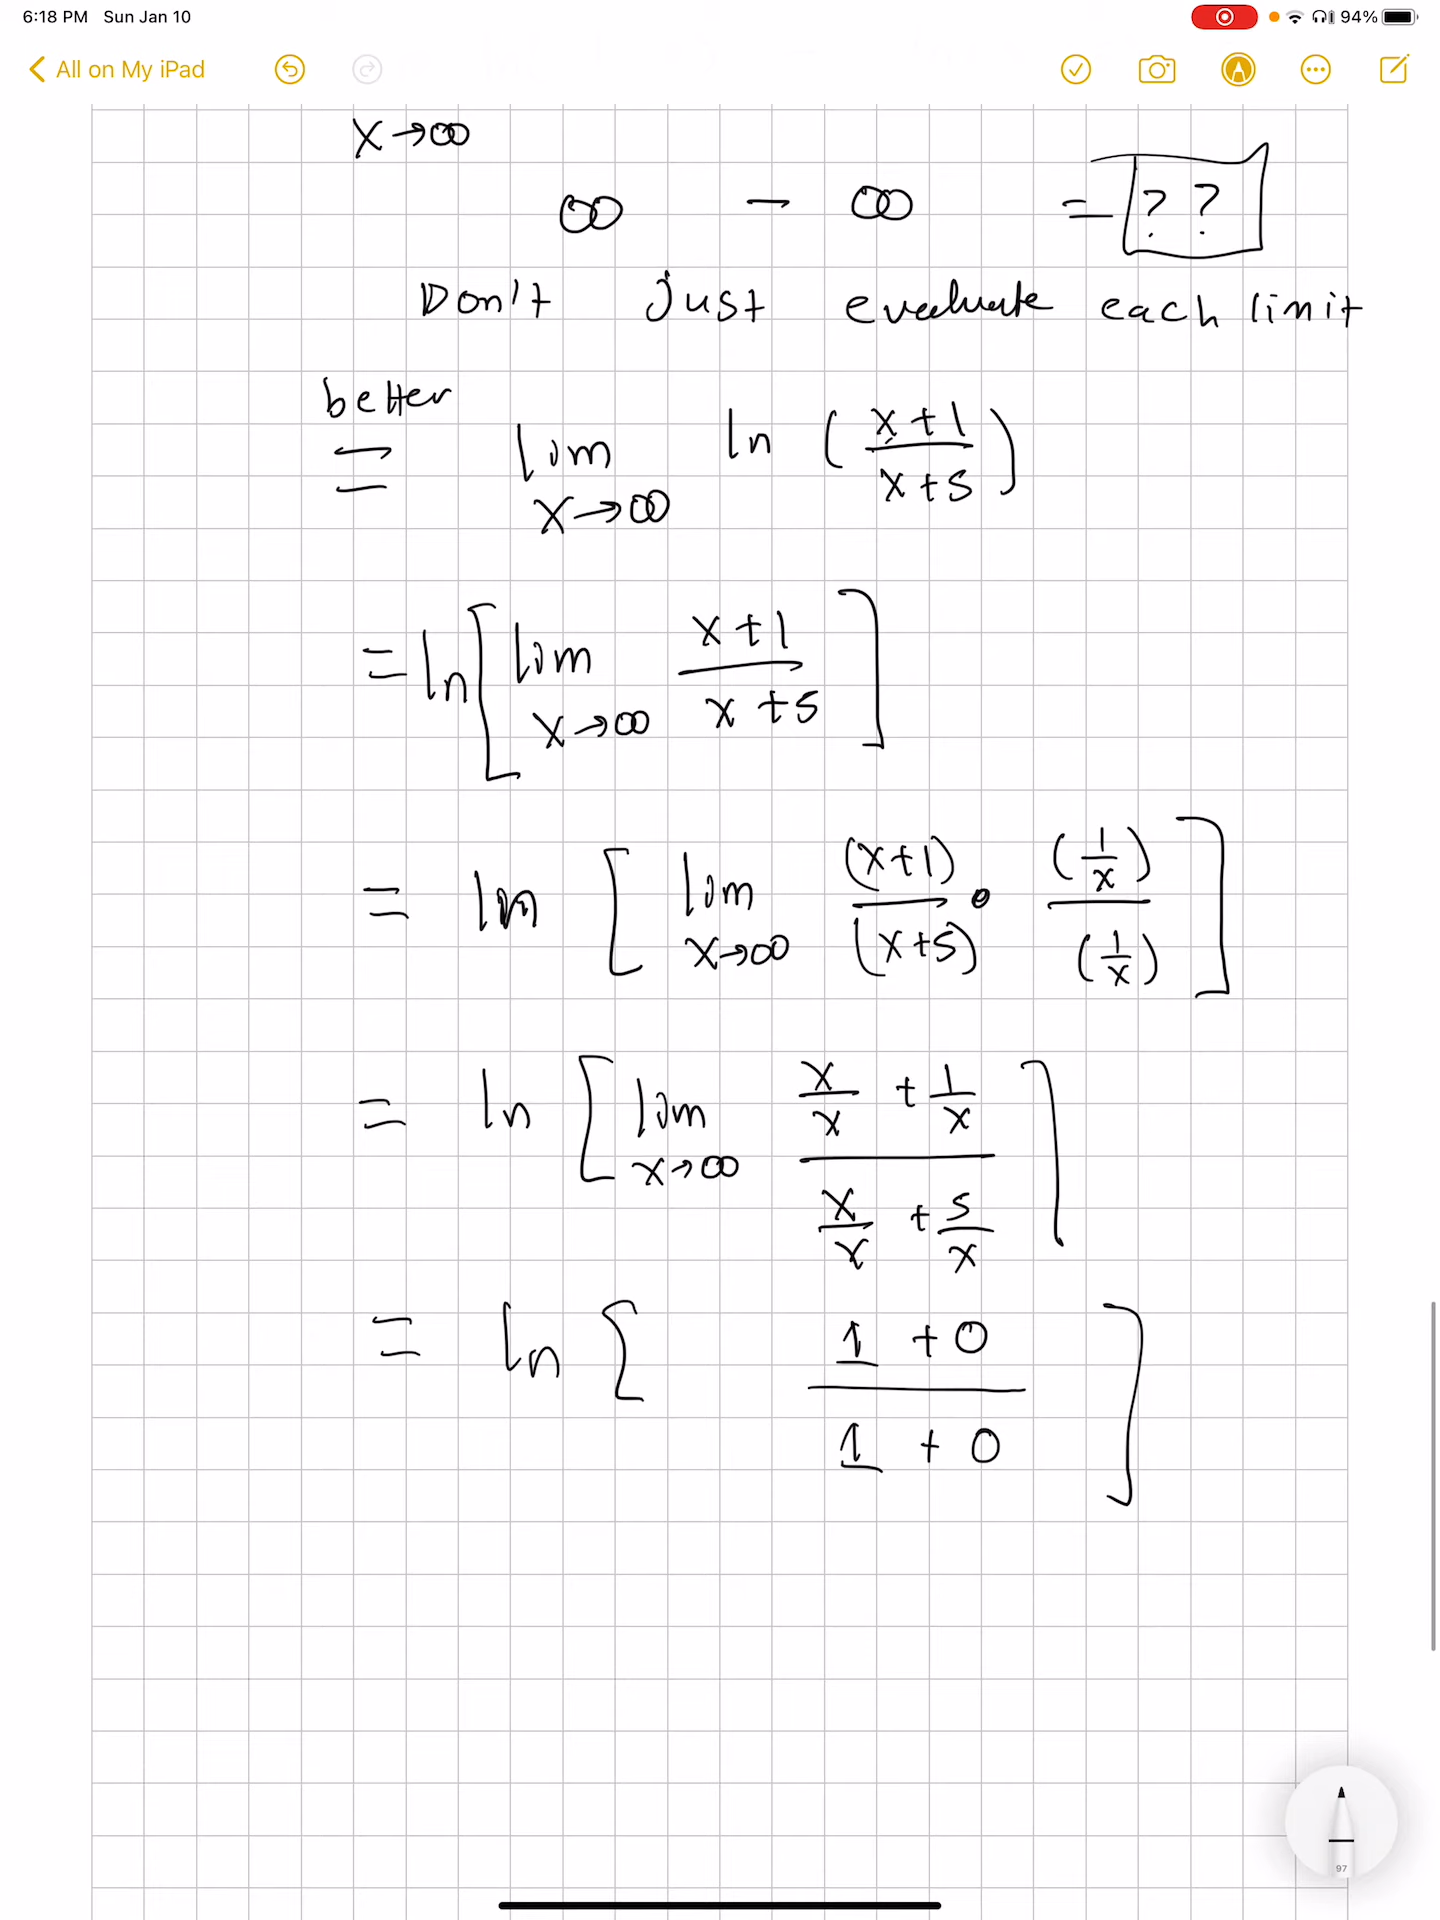 6:18 PM Sun Jan 10 94%
All on My iPad
x→∞
∞ − ∞ = ??
Don't just evaluate each limit
better
= lim ln (x+1/x+5)
x→∞
= ln[lim x+1/x+5]
x→∞
= ln [lim (x+1)/(x+5) • (1/x)/(1/x)]
x→∞
= ln [lim x/x + 1/x
x→∞
x/x + 5/x]
= ln [1 + 0
1 + 0]
97